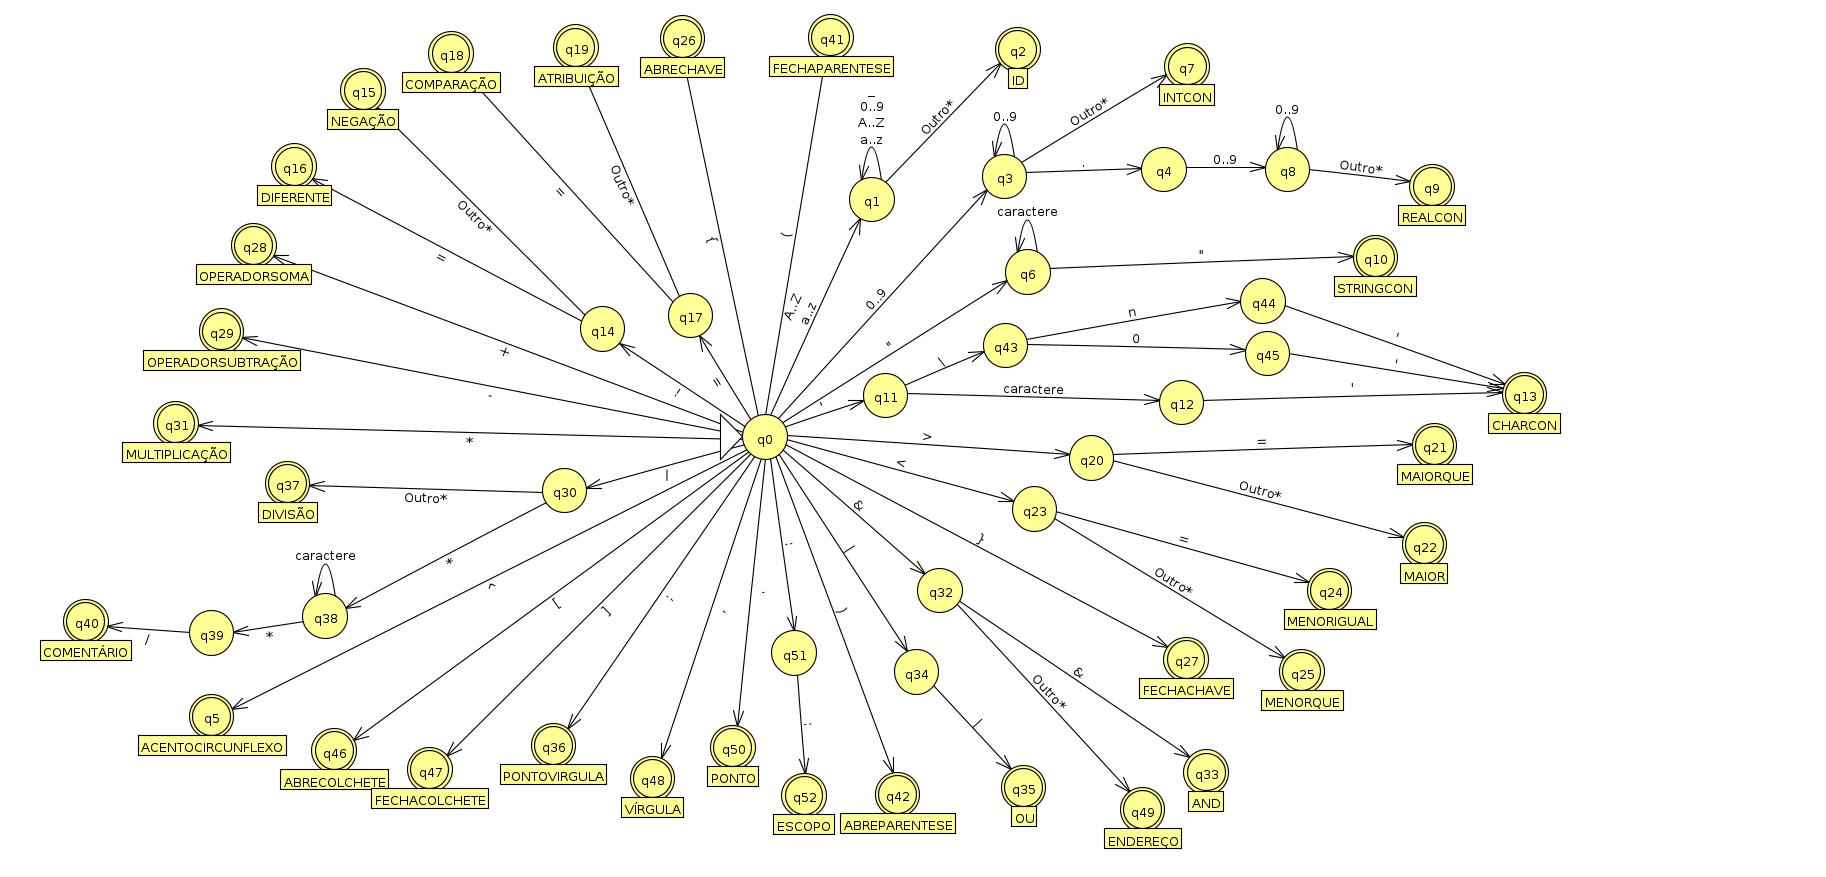 q41
FECHAPARENTESE
q26
ABRECHAVE
q19
ATRIBUIÇÃO
q18
COMPARAÇÃO
q15
NEGAÇÃO
q16
DIFERENTE
q28
OPERADORSOMA
q29
OPERADORSUBTRAÇÃO
q31
MULTIPLICAÇÃO
q37
DIVISÃO
q40
COMENTÁRIO
q39
q38
q30
q14
q17
q0
q5
ACENTOCIRCUNFLEXO
q46
ABRECOLCHETE
q47
FECHACOLCHETE
q36
PONTOVIRGULA
q48
VÍRGULA
q50
PONTO
q51
q52
ESCOPO
q42
ABREPARENTESE
q34
q35
OU
q32
q49
ENDEREÇO
q33
AND
q27
FECHACHAVE
q23
q25
MENORQUE
q24
MENORIGUAL
q20
q22
MAIOR
q21
MAIORQUE
q11
q12
q13
CHARCON
q43
q44
q45
q6
q10
STRINGCON
q3
q4
q8
q9
REALCON
q7
INTCON
q1
q2
ID
_
0..9
A..Z
a..z
Outro*
A..Z
a..z
0..9
0..9
Outro*
.
0..9
0..9
Outro*
"
caractere
"
'
\
n
0
'
'
caractere
'
>
=
Outro*
<
=
Outro*
}
&
&
Outro*
|
|
)
:
:
.
,
;
]
[
^
/
Outro*
*
caractere
*
/
*
-
+
!
=
Outro*
=
=
Outro*
{
(